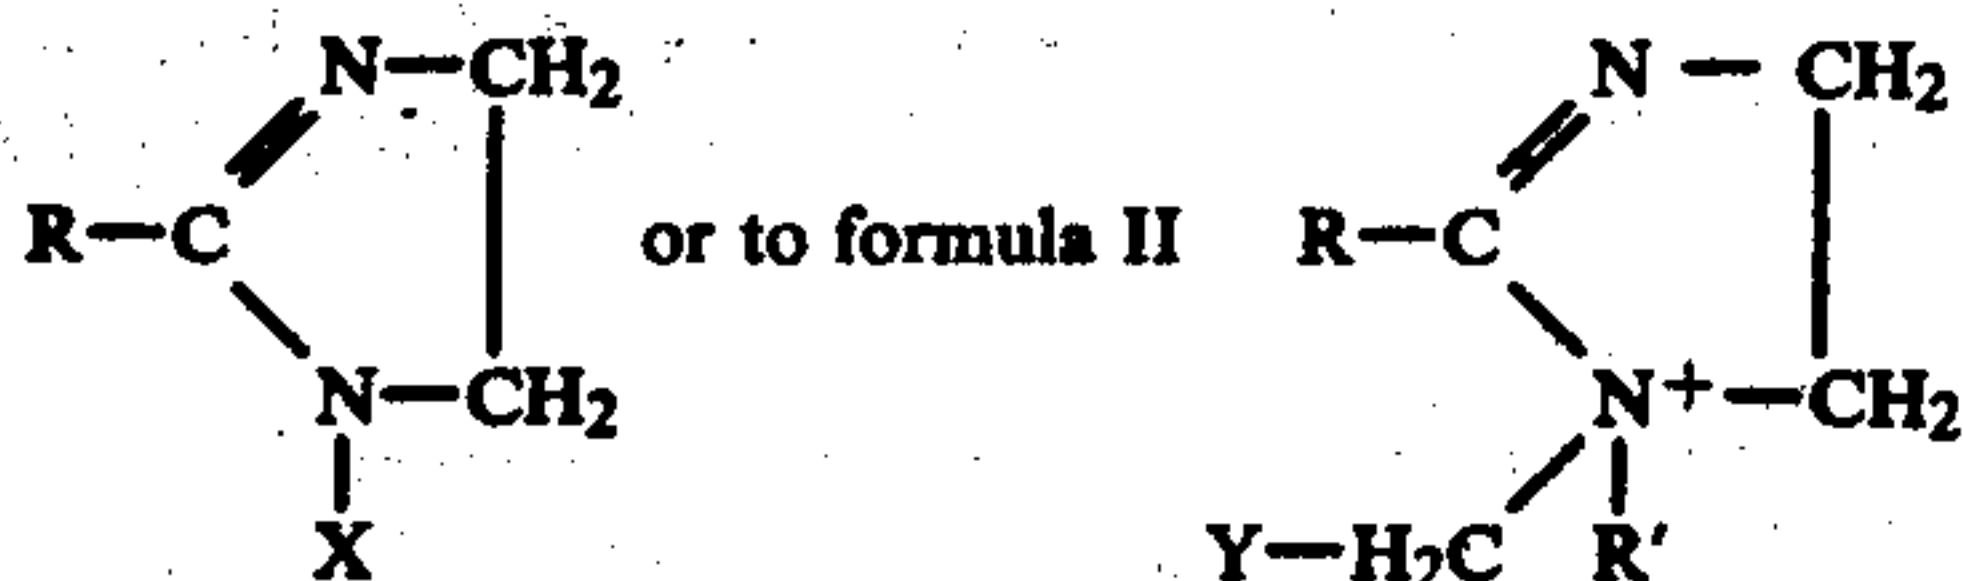 N—CH₂ N — CH₂
R—C or to formula II R—C
N—CH₂ N⁺—CH₂
X Y—H₂C R′